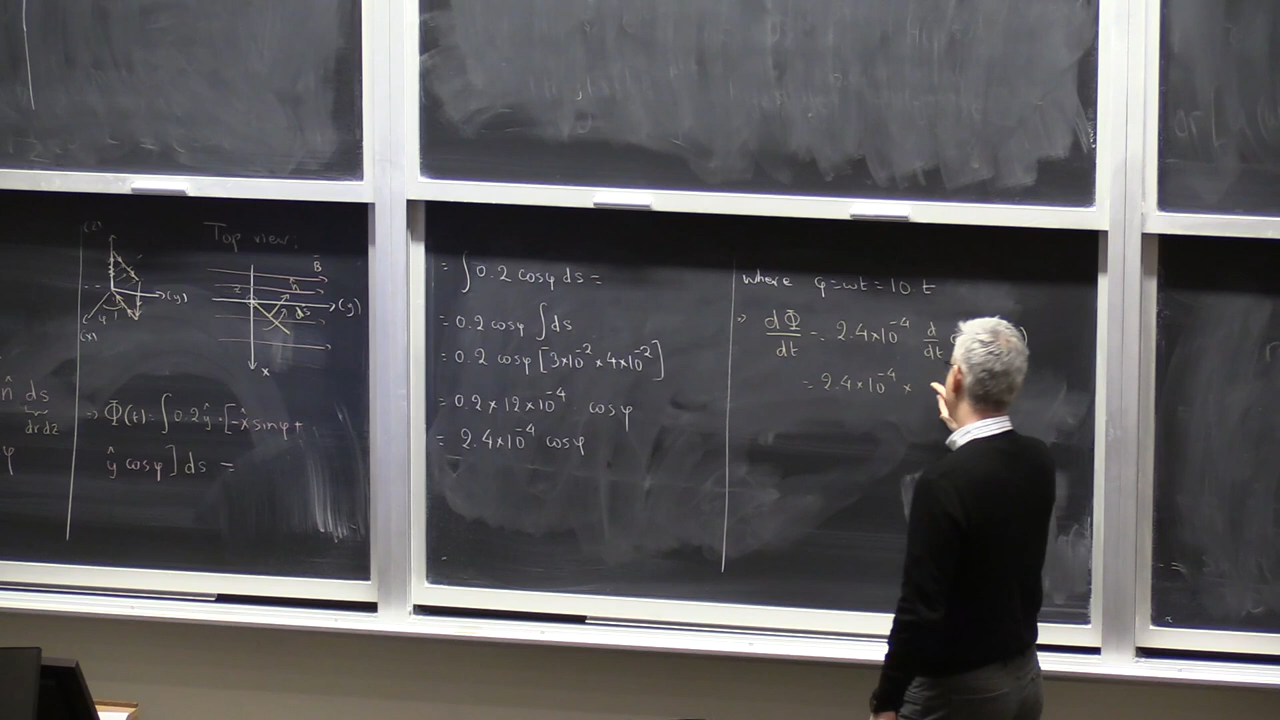 (z)
(y)
(x)
Top view:
B̄
n̂
z
ds
(y)
x
n̂ ds
drdz
φ
⇒ Φ̄(t) = ∫ 0.2 ŷ · [-x̂ sinφ +
ŷ cosφ ] ds =
= ∫ 0.2 cosφ ds =
= 0.2 cosφ ∫ ds
= 0.2 cosφ [3×10⁻² × 4×10⁻²]
= 0.2 × 12 × 10⁻⁴ cosφ
= 2.4×10⁻⁴ cosφ
where φ=ωt = 10.t
⇒ dΦ̄/dt = 2.4×10⁻⁴ d/dt
= 2.4×10⁻⁴ ×